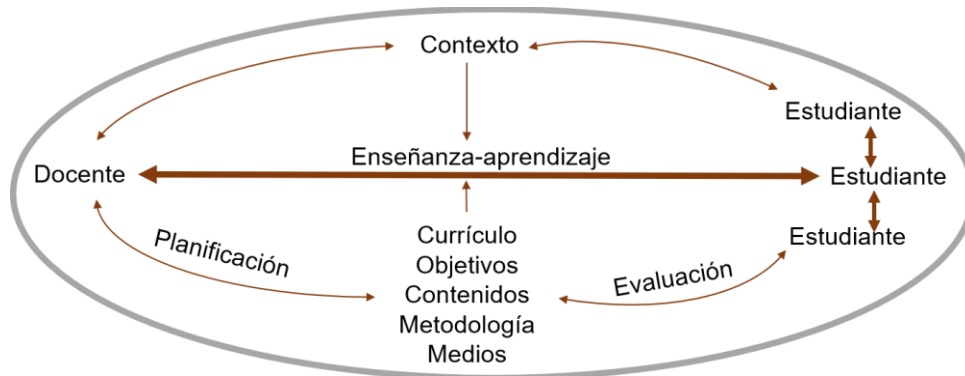 Contexto
Estudiante
Enseñanza-aprendizaje
Docente
Estudiante
Estudiante
Planificación
Currículo
Objetivos
Contenidos
Metodología
Medios
Evaluación